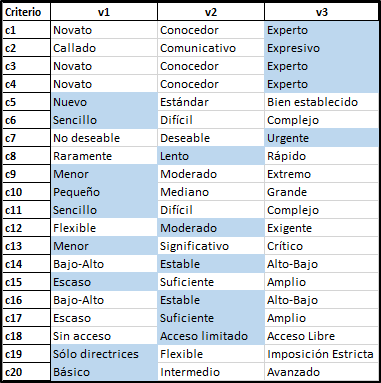 Criterio v1 v2 v3
c1 Novato Conocedor Experto
c2 Callado Comunicativo Expresivo
c3 Novato Conocedor Experto
c4 Novato Conocedor Experto
c5 Nuevo Estándar Bien establecido
c6 Sencillo Difícil Complejo
c7 No deseable Deseable Urgente
c8 Raramente Lento Rápido
c9 Menor Moderado Extremo
c10 Pequeño Mediano Grande
c11 Sencillo Difícil Complejo
c12 Flexible Moderado Exigente
c13 Menor Significativo Crítico
c14 Bajo-Alto Estable Alto-Bajo
c15 Escaso Suficiente Amplio
c16 Bajo-Alto Estable Alto-Bajo
c17 Escaso Suficiente Amplio
c18 Sin acceso Acceso limitado Acceso Libre
c19 Sólo directrices Flexible Imposición Estricta
c20 Básico Intermedio Avanzado